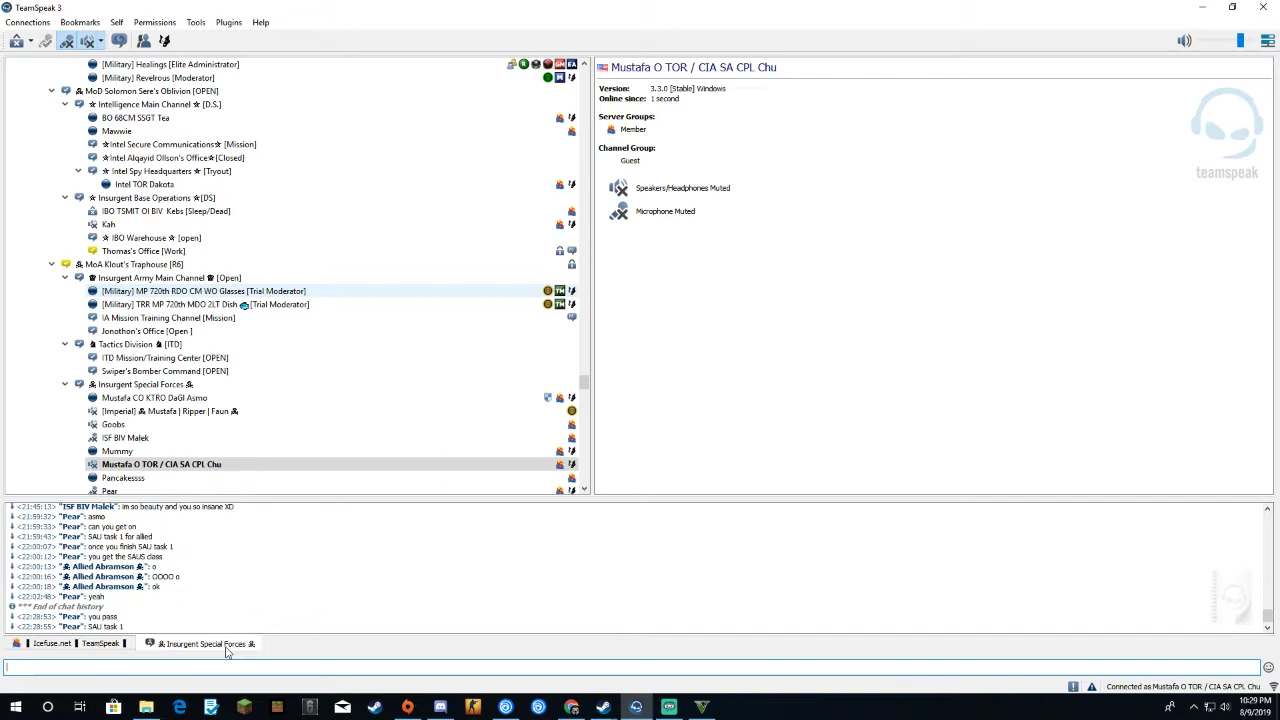 TeamSpeak 3
Connections Bookmarks Self Permissions Tools Plugins Help
[Military] Healings [Elite Administrator]
[Military] Revelrous [Moderator]
MoD Solomon Sere's Oblivion [OPEN]
☆ Intelligence Main Channel ☆ [D.S.]
BO 68CM SSGT Tea
Mawwie
☆Intel Secure Communications☆ [Mission]
☆Intel Alqayid Ollson's Office☆[Closed]
☆ Intel Spy Headquarters ☆ [Tryout]
Intel TOR Dakota
☆ Insurgent Base Operations ☆[DS]
IBO TSMIT OI BIV Kebs [Sleep/Dead]
Kah
☆ IBO Warehouse ☆ [open]
Thomas's Office [Work]
MoA Klout's Traphouse [R6]
Insurgent Army Main Channel [Open]
[Military] MP 720th RDO CM WO Glasses [Trial Moderator]
[Military] TRR MP 720th MDO 2LT Dish [Trial Moderator]
IA Mission Training Channel [Mission]
Jonothon's Office [Open ]
Tactics Division [ITD]
ITD Mission/Training Center [OPEN]
Swiper's Bomber Command [OPEN]
☠ Insurgent Special Forces ☠
Mustafa CO KTRO DaGI Asmo
[Imperial] ☠ Mustafa | Ripper | Faun ☠
Goobs
ISF BIV Malek
Mummy
Mustafa O TOR / CIA SA CPL Chu
Pancakessss
Pear
Mustafa O TOR / CIA SA CPL Chu
Version: 3.3.0 [Stable] Windows
Online since: 1 second
Server Groups:
Member
Channel Group:
Guest
Speakers/Headphones Muted
Microphone Muted
teamspeak
<21:45:13> "ISF BIV Malek": im so beauty and you so insane XD
<21:59:32> "Pear": asmo
<21:59:33> "Pear": can you get on
<21:59:43> "Pear": SAU task 1 for allied
<22:00:07> "Pear": once you finish SAU task 1
<22:00:12> "Pear": you get the SAUS class
<22:00:13> "☠ Allied Abramson ☠": o
<22:00:16> "☠ Allied Abramson ☠": OOOO o
<22:00:18> "☠ Allied Abramson ☠": ok
<22:02:48> "Pear": yeah
*** End of chat history
<22:28:53> "Pear": you pass
<22:28:55> "Pear": SAU task 1
▌Icefuse.net ▌ TeamSpeak ▌ ☠ Insurgent Special Forces ☠
Connected as Mustafa O TOR / CIA SA CPL Chu
10:29 PM
8/9/2019